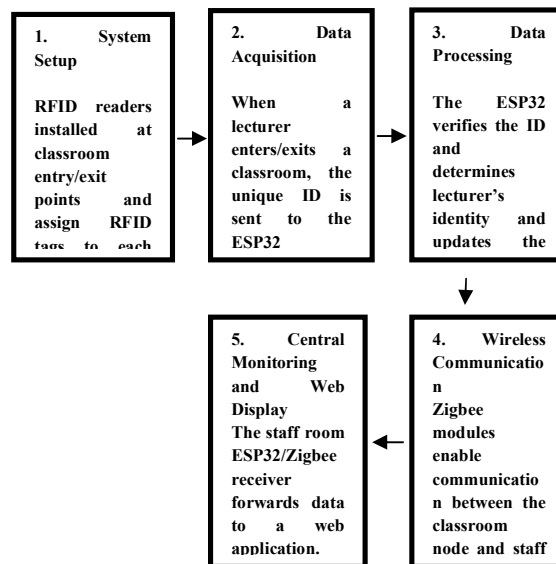 1. System
Setup
RFID readers
installed at
classroom
entry/exit
points and
assign RFID
tags to each
2. Data
Acquisition
When a
lecturer
enters/exits a
classroom, the
unique ID is
sent to the
ESP32
3. Data
Processing
The ESP32
verifies the ID
and
determines
lecturer's
identity and
updates the
4. Wireless
Communicatio
n
Zigbee
modules
enable
communicatio
n between the
classroom
node and staff
5. Central
Monitoring
and Web
Display
The staff room
ESP32/Zigbee
receiver
forwards data
to a web
application.